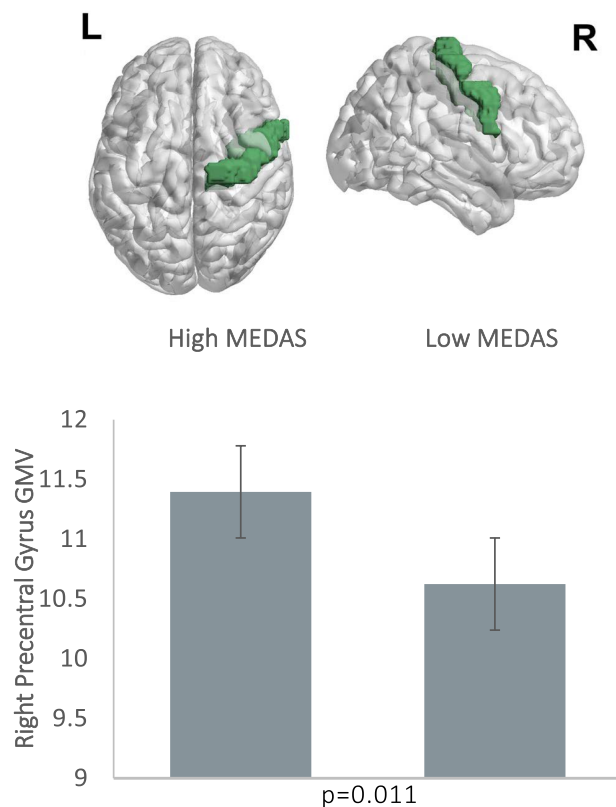 L
R
High MEDAS
Low MEDAS
Right Precentral Gyrus GMV
12
11.5
11
10.5
10
9.5
9
p=0.011